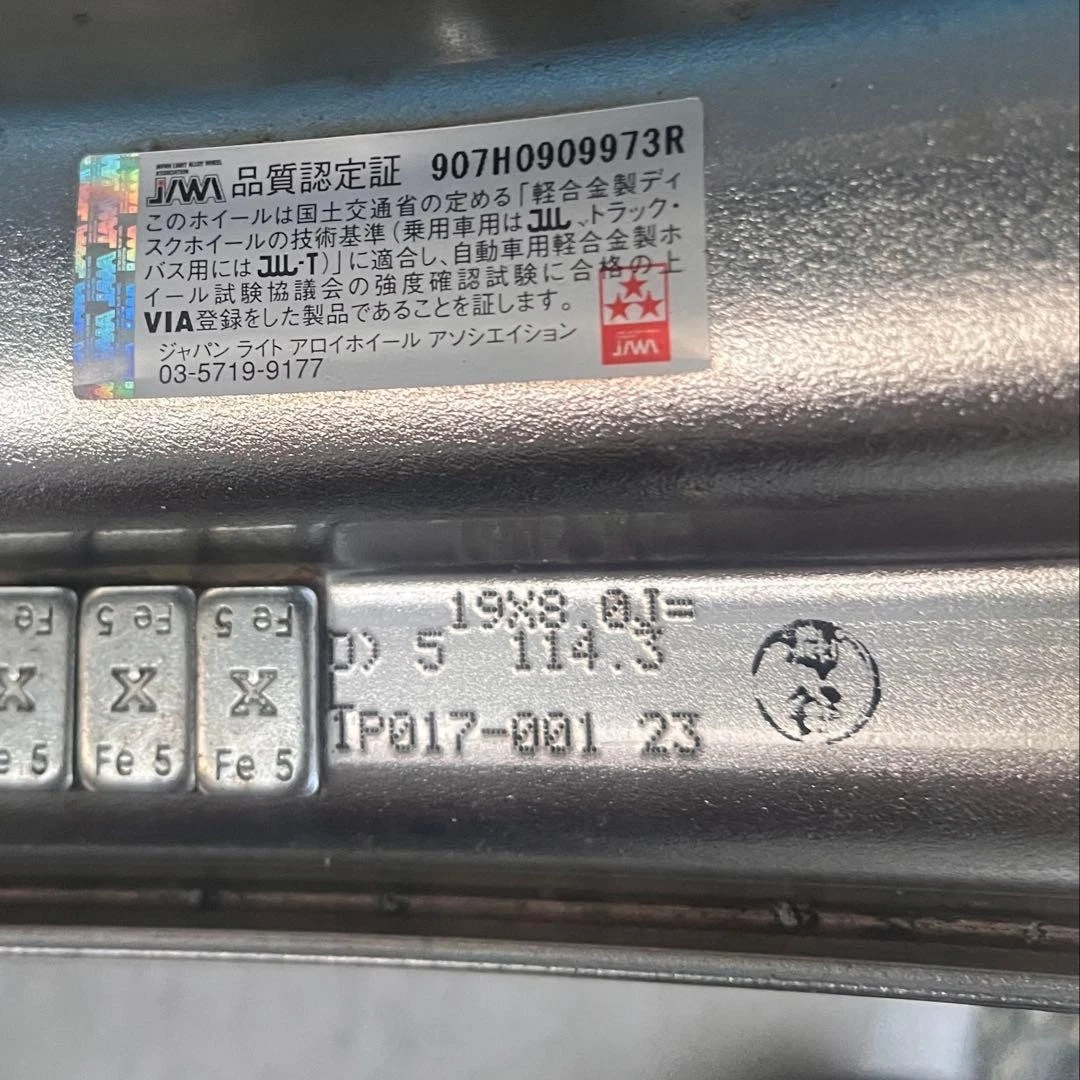 JAPAN LIGHT ALLOY WHEEL
ASSOCIATION
JAWA 品質認定証 907H0909973R
このホイールは国土交通省の定める「軽合金製ディ
スクホイールの技術基準(乗用車用はJWL、トラック・
バス用にはJWL-T)」に適合し、自動車用軽合金製ホ
イール試験協議会の強度確認試験に合格の上
VIA登録をした製品であることを証します。
ジャパン ライト アロイホイール アソシエイション
03-5719-9177
JAWA
19X8.0J=
D) 5 114.3
TP017-001 23
Fe 5 Fe 5 Fe
X X X
e 5 Fe 5 Fe 5